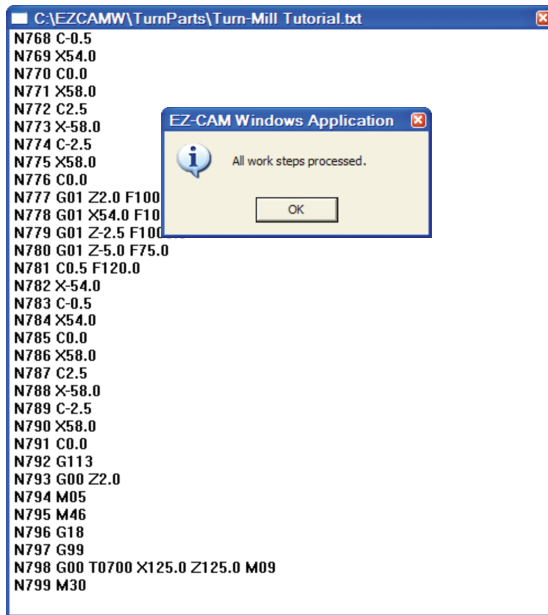 C:\EZCAMW\TurnParts\Turn-Mill Tutorial.txt
N768 C-0.5
N769 X54.0
N770 C0.0
N771 X58.0
N772 C2.5
N773 X-58.0
N774 C-2.5
N775 X58.0
N776 C0.0
N777 G01 Z2.0 F100
N778 G01 X54.0 F10
N779 G01 Z-2.5 F100
N780 G01 Z-5.0 F75.0
N781 C0.5 F120.0
N782 X-54.0
N783 C-0.5
N784 X54.0
N785 C0.0
N786 X58.0
N787 C2.5
N788 X-58.0
N789 C-2.5
N790 X58.0
N791 C0.0
N792 G113
N793 G00 Z2.0
N794 M05
N795 M46
N796 G18
N797 G99
N798 G00 T0700 X125.0 Z125.0 M09
N799 M30
EZ-CAM Windows Application
All work steps processed.
OK